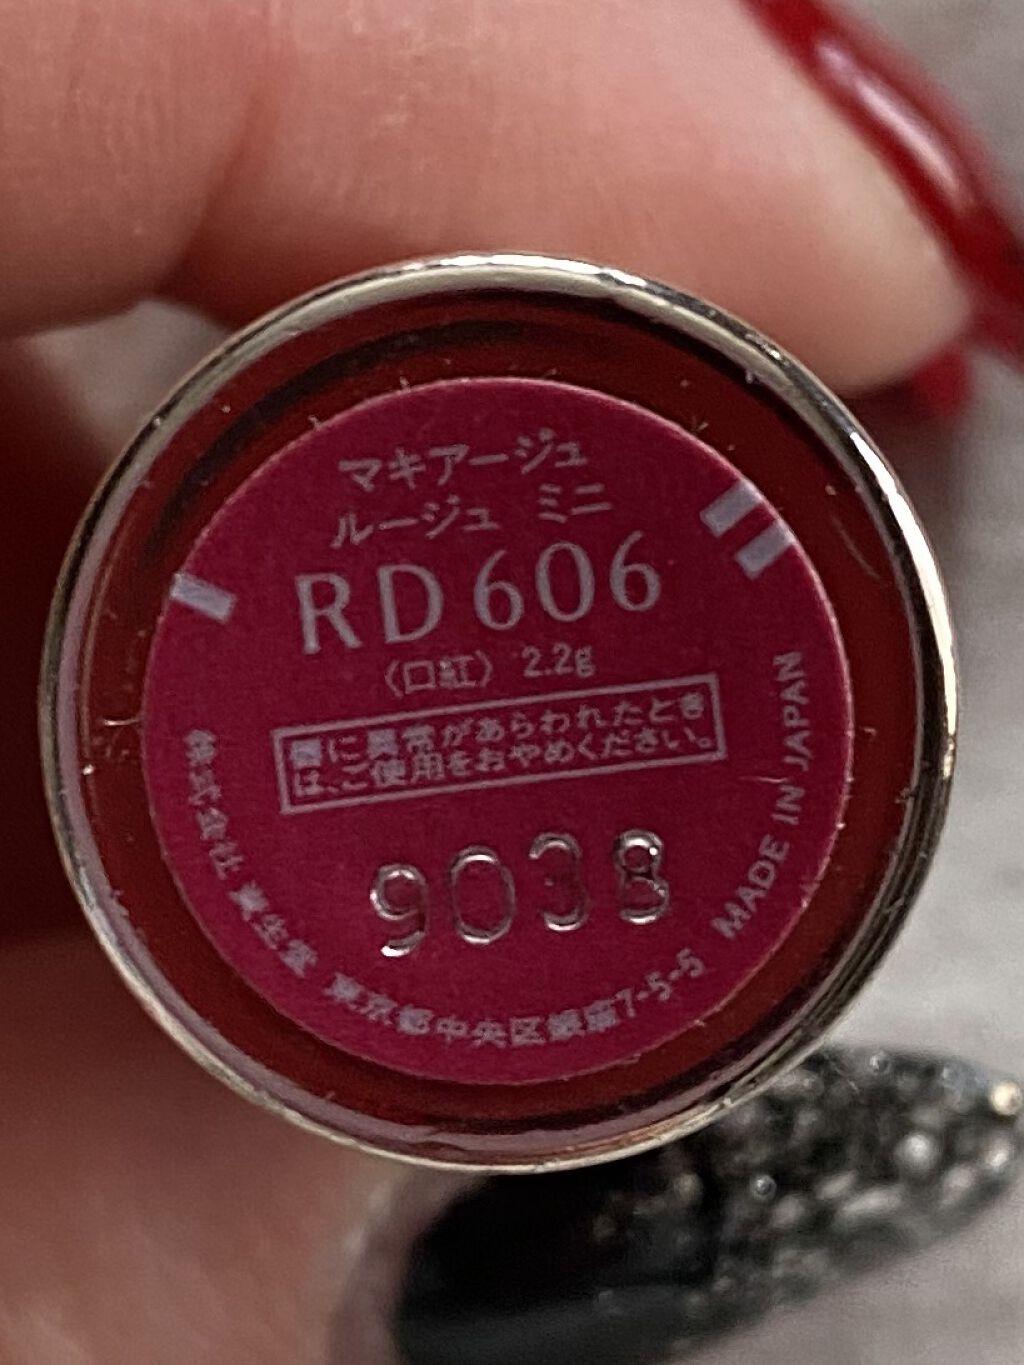 マキアージュ
ルージュ ミニ
RD606
〈口紅〉 2.2g
唇に異常があらわれたとき
は、ご使用をおやめください。
9038
株式会社 資生堂 東京都中央区銀座7-5-5 MADE IN JAPAN